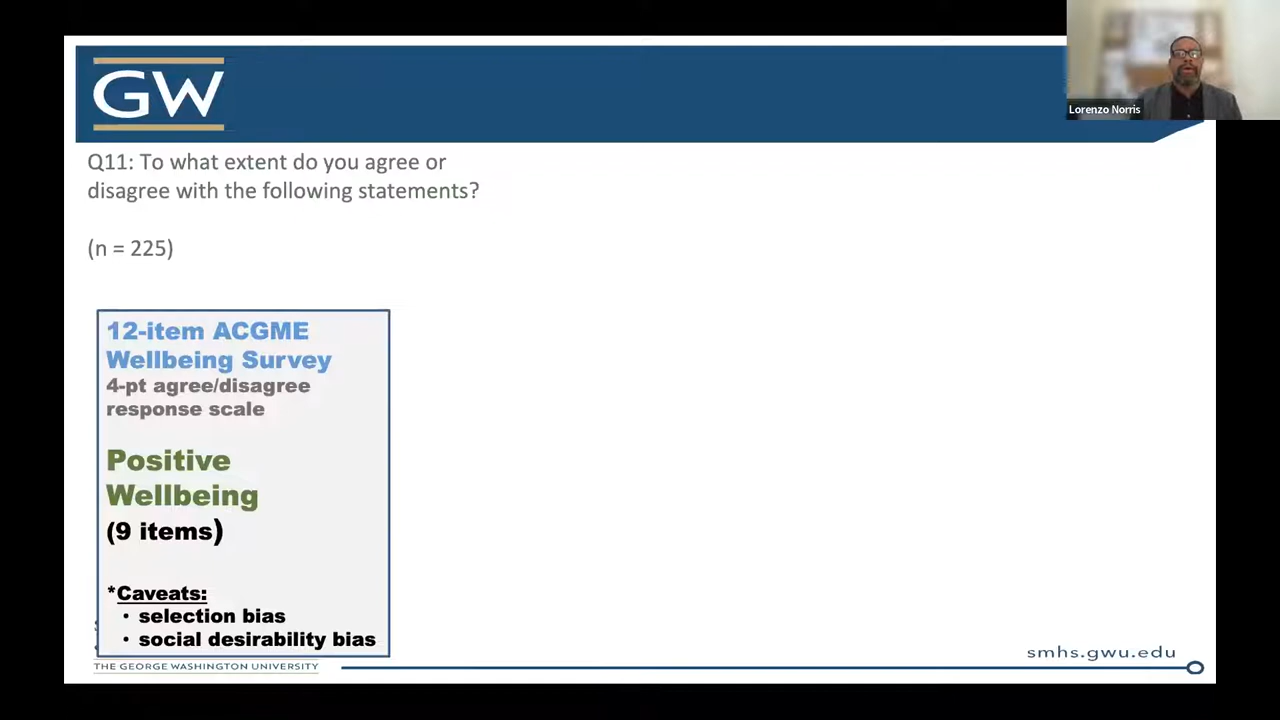 GW
Lorenzo Norris
Q11: To what extent do you agree or
disagree with the following statements?
(n = 225)
12-item ACGME
Wellbeing Survey
4-pt agree/disagree
response scale
Positive
Wellbeing
(9 items)
*Caveats:
• selection bias
• social desirability bias
THE GEORGE WASHINGTON UNIVERSITY
smhs.gwu.edu